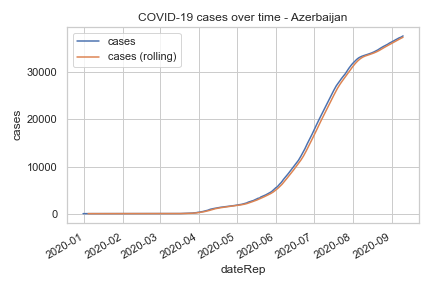 COVID-19 cases over time - Azerbaijan
cases
cases (rolling)
30000
20000
10000
0
cases
2020-01
2020-02
2020-03
2020-04
2020-05
2020-06
2020-07
2020-08
2020-09
dateRep